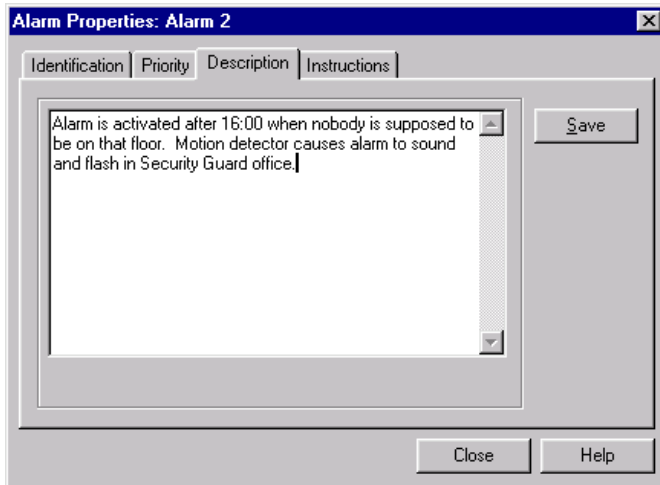 Alarm Properties: Alarm 2
Identification Priority Description Instructions
Alarm is activated after 16:00 when nobody is supposed to
be on that floor.  Motion detector causes alarm to sound
and flash in Security Guard office.
Save
Close Help